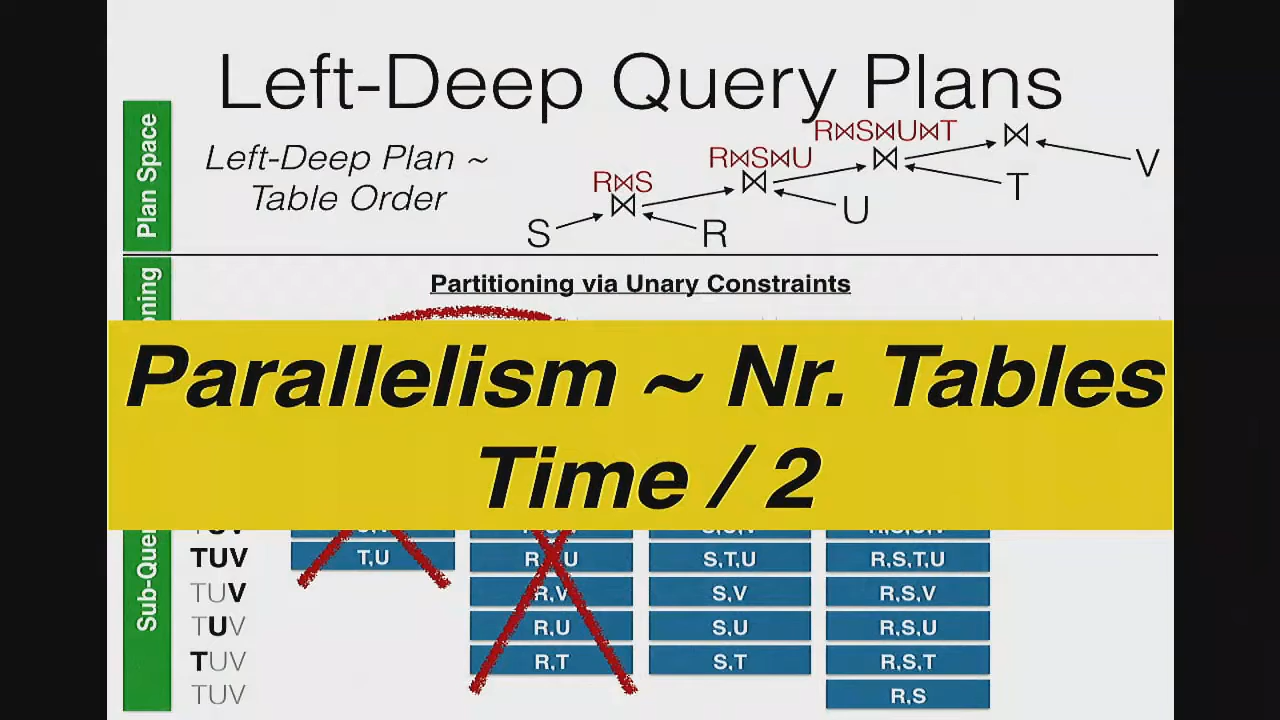 Left-Deep Query Plans
Plan Space
Left-Deep Plan ~
Table Order
R⋈S⋈U⋈T
R⋈S⋈U
R⋈S
⋈
⋈
⋈
⋈
V
T
U
S
R
Partitioning via Unary Constraints
Parallelism ~ Nr. Tables
Time / 2
TUV T,U S,T,U R,S,T,U
TUV R,V S,V R,S,V
TUV R,U S,U R,S,U
TUV R,T S,T R,S,T
TUV R,S